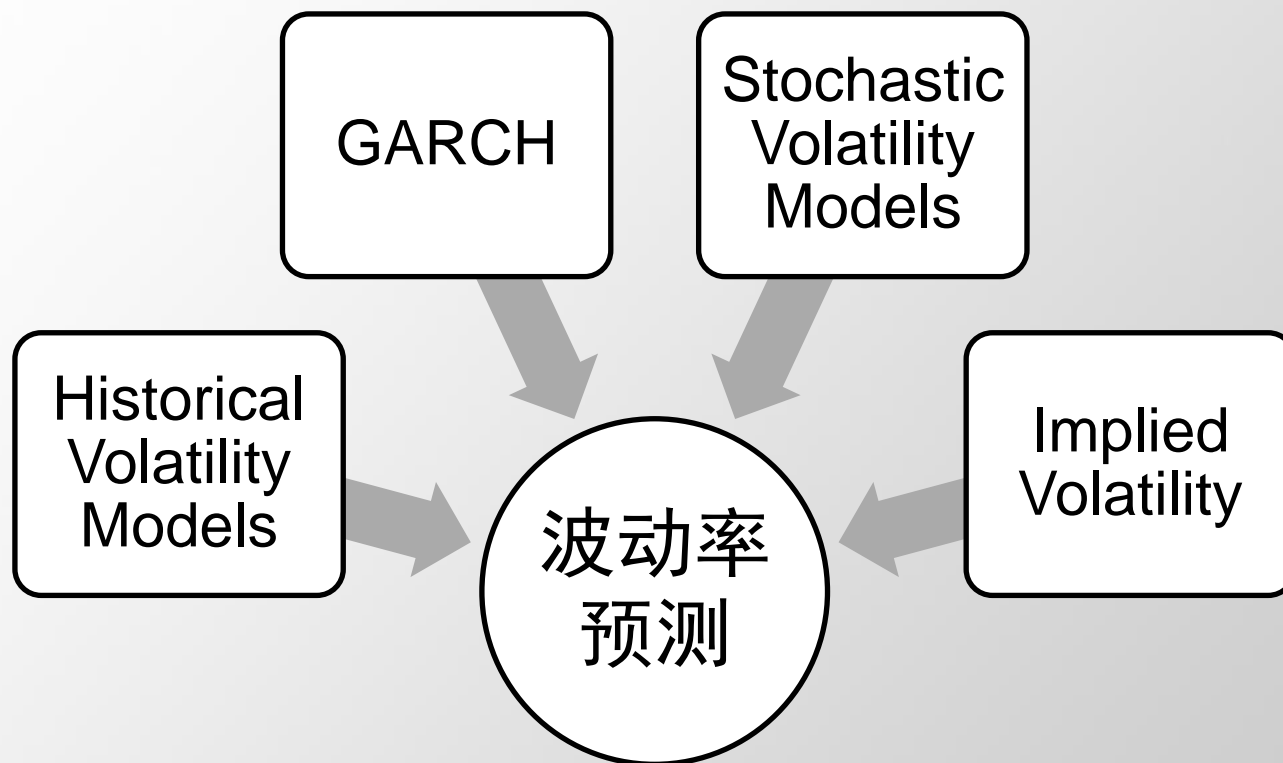 GARCH
Stochastic
Volatility
Models
Historical
Volatility
Models
Implied
Volatility
波动率
预测